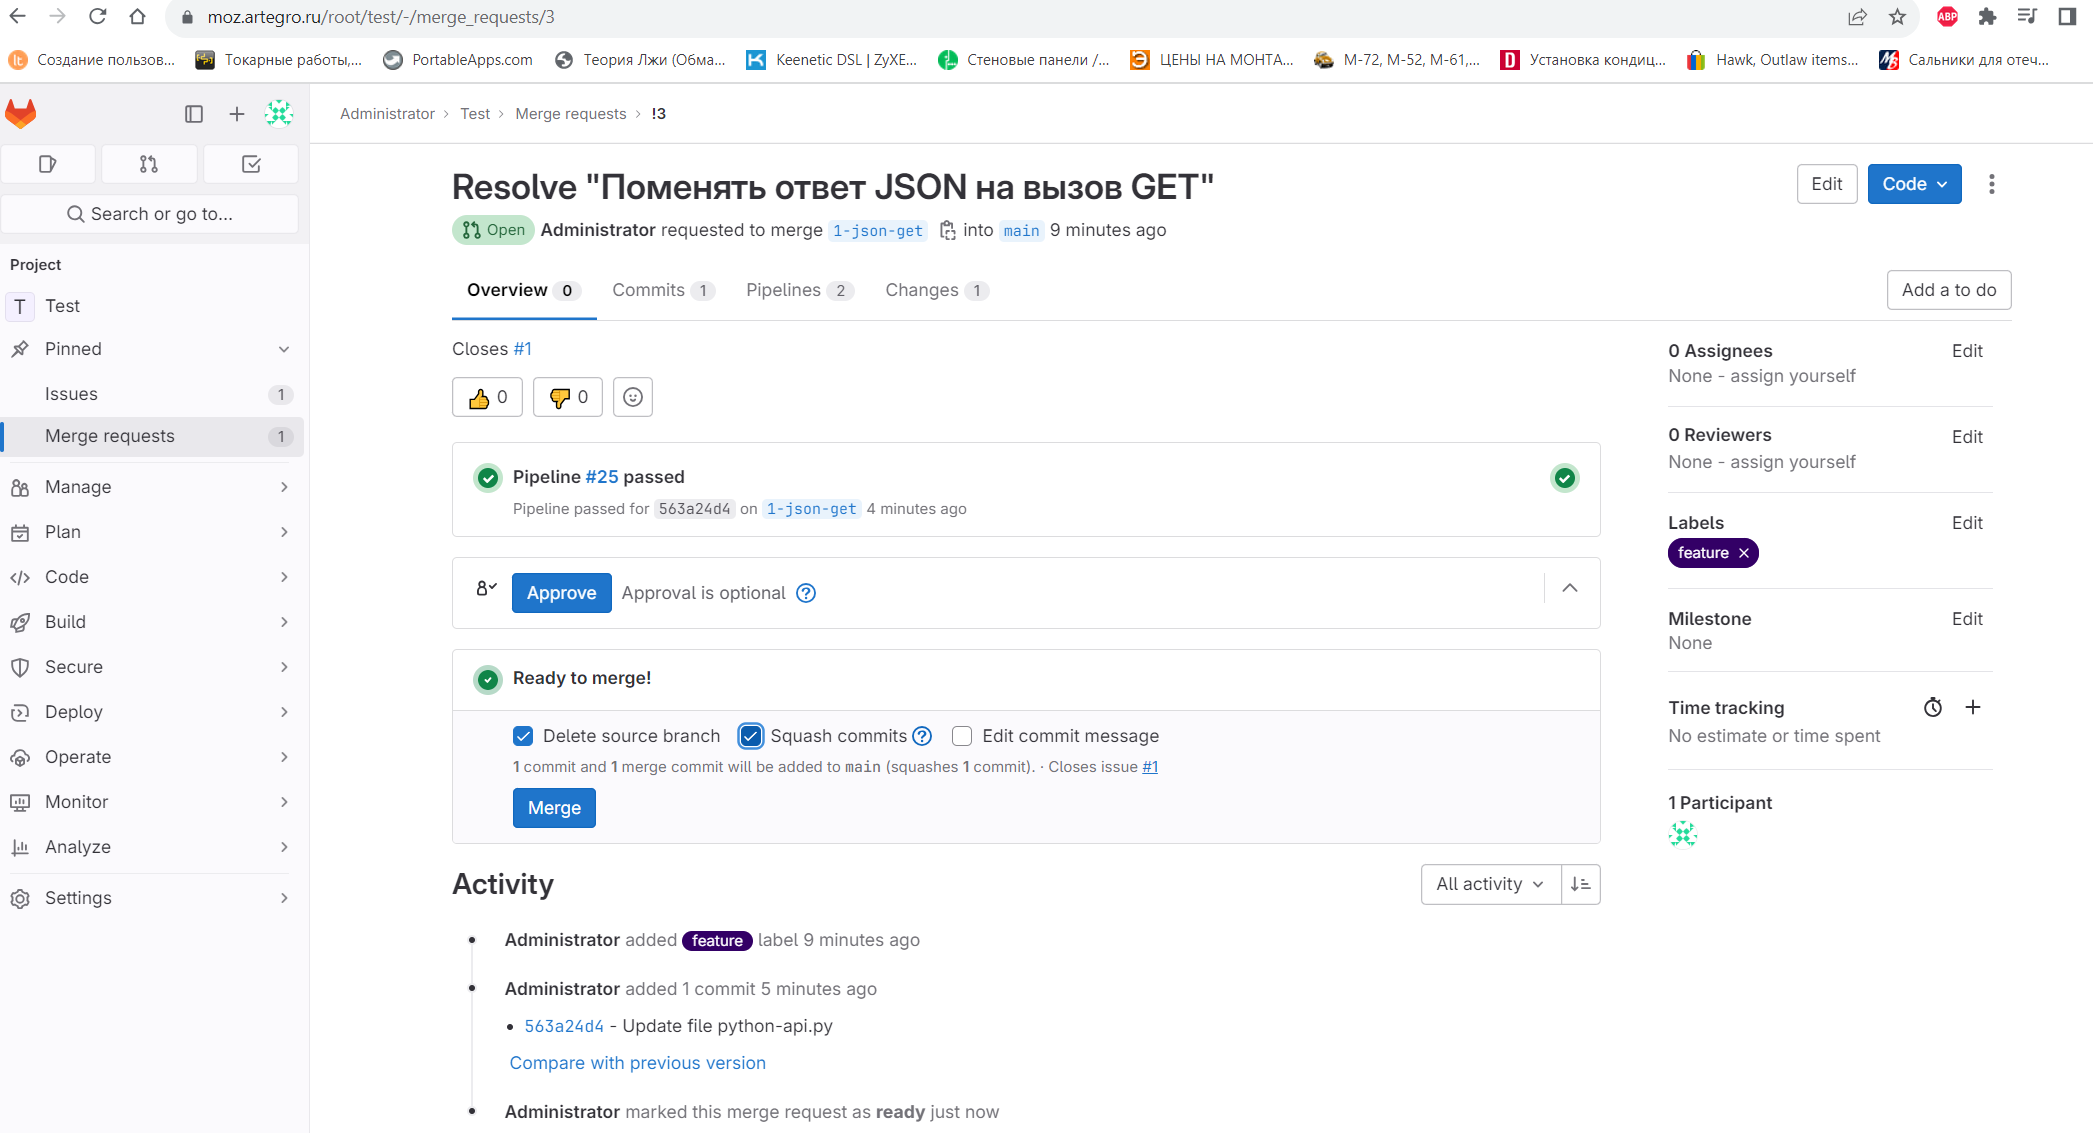 moz.artegro.ru/root/test/-/merge_requests/3
ABP
Создание пользов... Токарные работы,... PortableApps.com Теория Лжи (Обма... Keenetic DSL | ZyXE... Стеновые панели /... ЦЕНЫ НА МОНТА... М-72, М-52, М-61,... Установка кондиц... Hawk, Outlaw items... Сальники для отеч...
Administrator › Test › Merge requests › !3
Search or go to...
Project
T Test
Pinned
Issues 1
Merge requests 1
Manage
Plan
Code
Build
Secure
Deploy
Operate
Monitor
Analyze
Settings
Resolve "Поменять ответ JSON на вызов GET"
Edit
Code
Open Administrator requested to merge 1-json-get into main 9 minutes ago
Overview 0 Commits 1 Pipelines 2 Changes 1
Add a to do
Closes #1
0 0
Pipeline #25 passed
Pipeline passed for 563a24d4 on 1-json-get 4 minutes ago
Approve Approval is optional
Ready to merge!
Delete source branch Squash commits Edit commit message
1 commit and 1 merge commit will be added to main (squashes 1 commit). · Closes issue #1
Merge
Activity
All activity
Administrator added feature label 9 minutes ago
Administrator added 1 commit 5 minutes ago
563a24d4 - Update file python-api.py
Compare with previous version
Administrator marked this merge request as ready just now
0 Assignees Edit
None - assign yourself
0 Reviewers Edit
None - assign yourself
Labels Edit
feature
Milestone Edit
None
Time tracking
No estimate or time spent
1 Participant